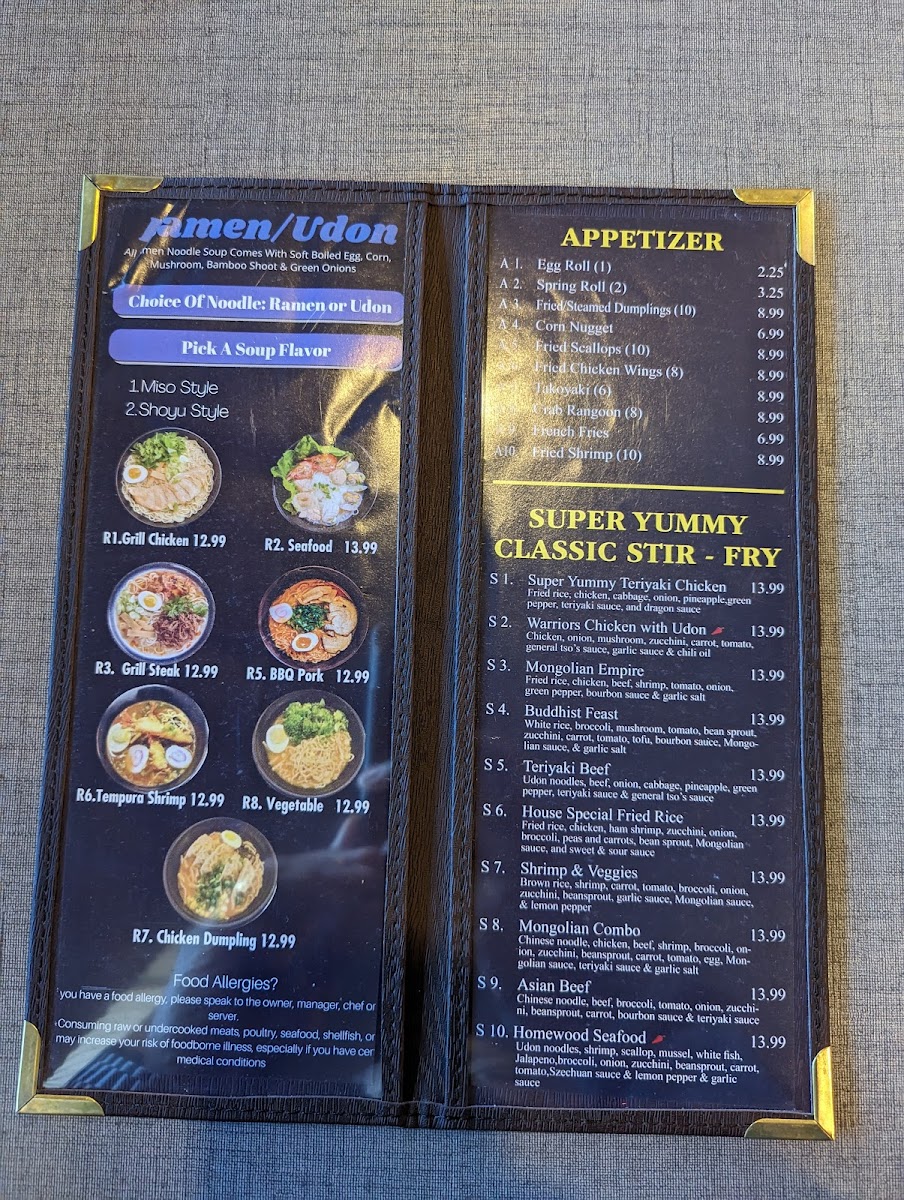 Ramen/Udon
All Ramen Noodle Soup Comes With Soft Boiled Egg, Corn,
Mushroom, Bamboo Shoot & Green Onions
Choice Of Noodle: Ramen or Udon
Pick A Soup Flavor
1.Miso Style
2.Shoyu Style
R1.Grill Chicken 12.99
R2. Seafood 13.99
R3. Grill Steak 12.99
R5. BBQ Pork 12.99
R6.Tempura Shrimp 12.99
R8. Vegetable 12.99
R7. Chicken Dumpling 12.99
Food Allergies?
you have a food allergy, please speak to the owner, manager, chef or
server.
Consuming raw or undercooked meats, poultry, seafood, shellfish, or
may increase your risk of foodborne illness, especially if you have cer
medical conditions
APPETIZER
A 1. Egg Roll (1) 2.25
A 2. Spring Roll (2) 3.25
A 3. Fried/Steamed Dumplings (10) 8.99
A 4. Corn Nugget 6.99
Fried Scallops (10) 8.99
Fried Chicken Wings (8) 8.99
Takoyaki (6) 8.99
Crab Rangoon (8) 8.99
French Fries 6.99
A10. Fried Shrimp (10) 8.99
SUPER YUMMY
CLASSIC STIR - FRY
S 1. Super Yummy Teriyaki Chicken 13.99
Fried rice, chicken, cabbage, onion, pineapple,green
pepper, teriyaki sauce, and dragon sauce
S 2. Warriors Chicken with Udon 13.99
Chicken, onion, mushroom, zucchini, carrot, tomato,
general tso's sauce, garlic sauce & chili oil
S 3. Mongolian Empire 13.99
Fried rice, chicken, beef, shrimp, tomato, onion,
green pepper, bourbon sauce & garlic salt
S 4. Buddhist Feast 13.99
White rice, broccoli, mushroom, tomato, bean sprout,
zucchini, carrot, tomato, tofu, bourbon sauce, Mongo-
lian sauce, & garlic salt
S 5. Teriyaki Beef 13.99
Udon noodles, beef, onion, cabbage, pineapple, green
pepper, teriyaki sauce & general tso's sauce
S 6. House Special Fried Rice 13.99
Fried rice, chicken, ham shrimp, zucchini, onion,
broccoli, peas and carrots, bean sprout, Mongolian
sauce, and sweet & sour sauce
S 7. Shrimp & Veggies 13.99
Brown rice, shrimp, carrot, tomato, broccoli, onion,
zucchini, beansprout, garlic sauce, Mongolian sauce,
& lemon pepper
S 8. Mongolian Combo 13.99
Chinese noodle, chicken, beef, shrimp, broccoli, on-
ion, zucchini, beansprout, carrot, tomato, egg, Mon-
golian sauce, teriyaki sauce & garlic salt
S 9. Asian Beef 13.99
Chinese noodle, beef, broccoli, tomato, onion, zucchi-
ni, beansprout, carrot, bourbon sauce & teriyaki sauce
S 10. Homewood Seafood 13.99
Udon noodles, shrimp, scallop, mussel, white fish,
Jalapeno,broccoli, onion, zucchini, beansprout, carrot,
tomato,Szechuan sauce & lemon pepper & garlic
sauce